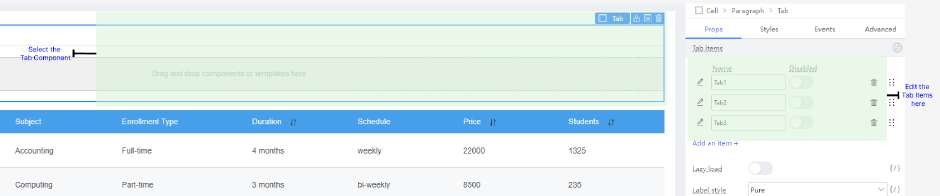 Cell > Paragraph > Tab
Tab
Props Styles Events Advanced
Select the
Tab Component
Tab Items
Drag and drop components or templates here
Name Disabled
Tab1
Edit the
Tab Items
here
Tab2
Tab3
Subject Enrollment Type Duration Schedule Price Students
Add an item +
Accounting Full-time 4 months weekly 22000 1325
Lazy load
Computing Part-time 3 months bi-weekly 8500 235
Label style Pure